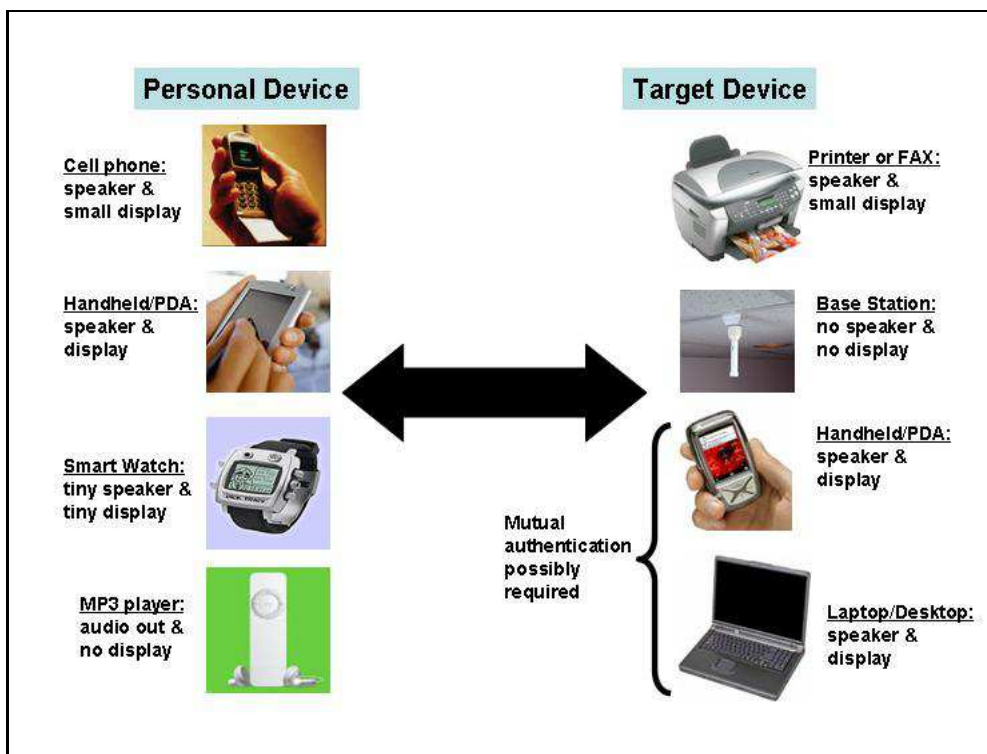 Personal Device
Target Device
Cell phone:
speaker &
small display
Handheld/PDA:
speaker &
display
Smart Watch:
tiny speaker &
tiny display
DICK TRACY
MP3 player:
audio out &
no display
Printer or FAX:
speaker &
small display
Base Station:
no speaker &
no display
Handheld/PDA:
speaker &
display
Mutual
authentication
possibly
required
Laptop/Desktop:
speaker &
display